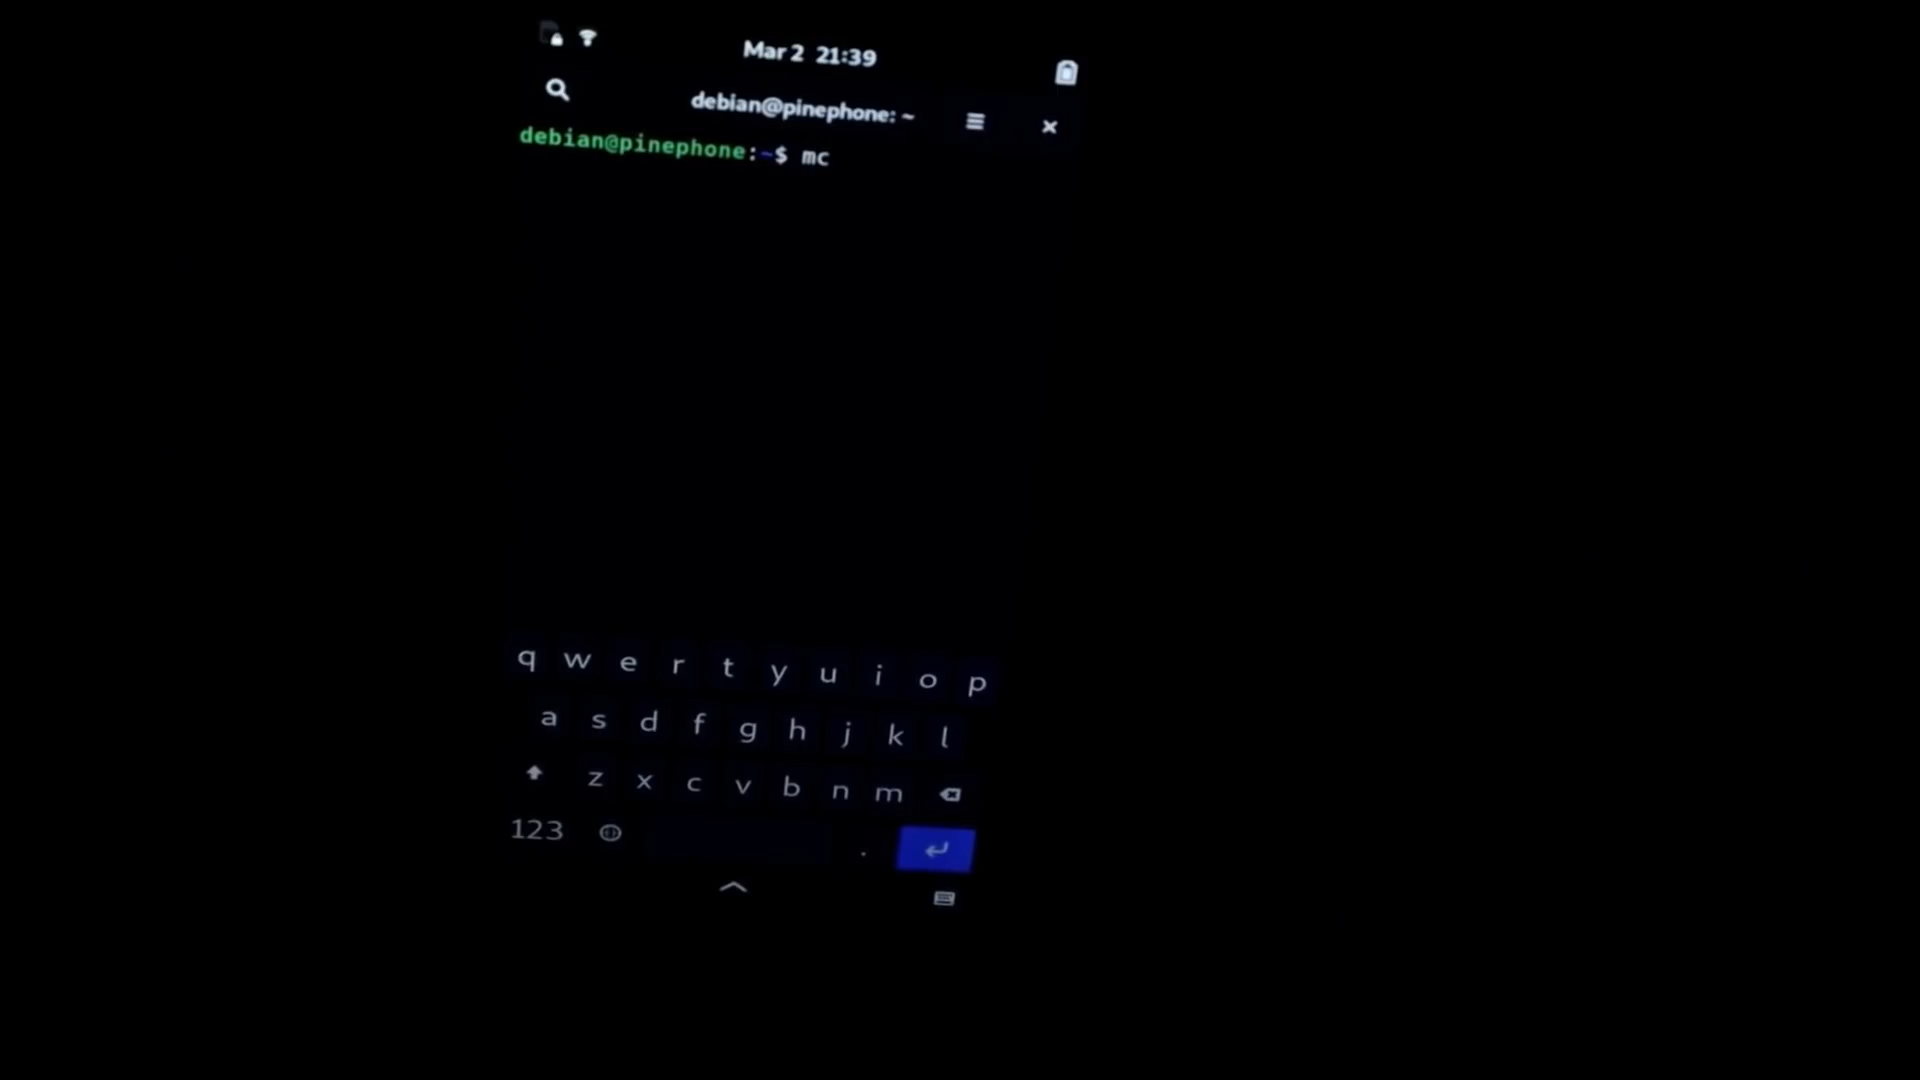 Mar 2 21:39
debian@pinephone: ~
debian@pinephone:~$ mc
q w e r t y u i o p
a s d f g h j k l
z x c v b n m
123 .